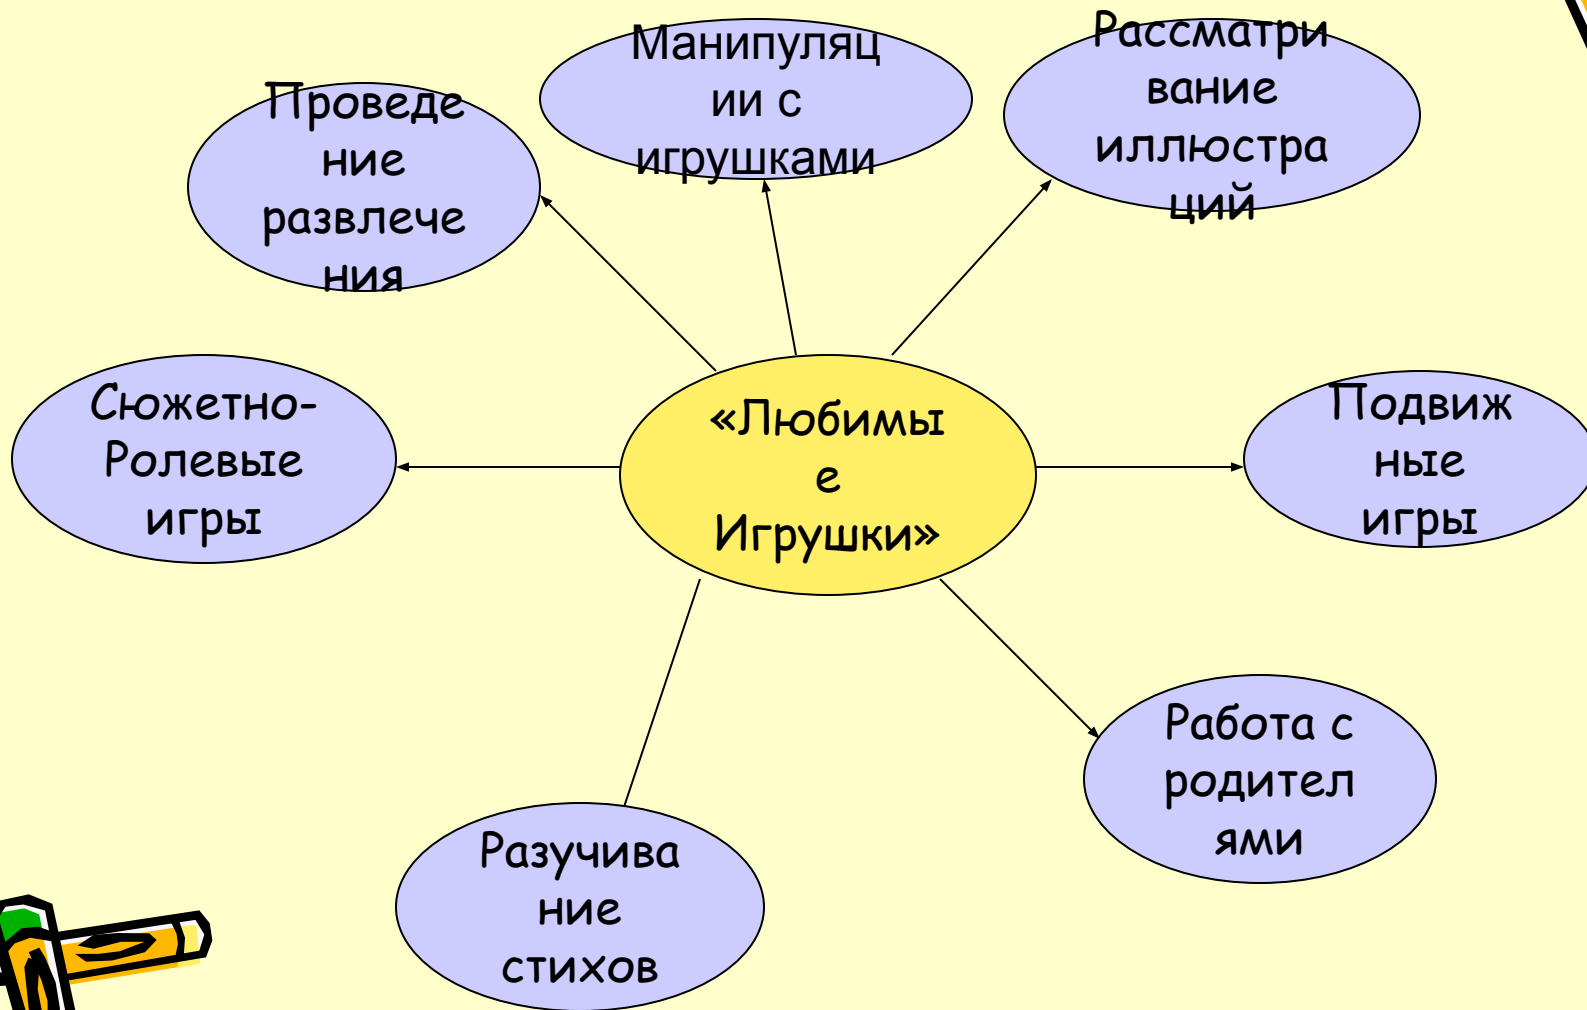 Манипуляц
ии с
игрушками
Рассматри
вание
иллюстра
ций
Проведе
ние
развлече
ния
Сюжетно-
Ролевые
игры
«Любимы
е
Игрушки»
Подвиж
ные
игры
Работа с
родител
ями
Разучива
ние
стихов